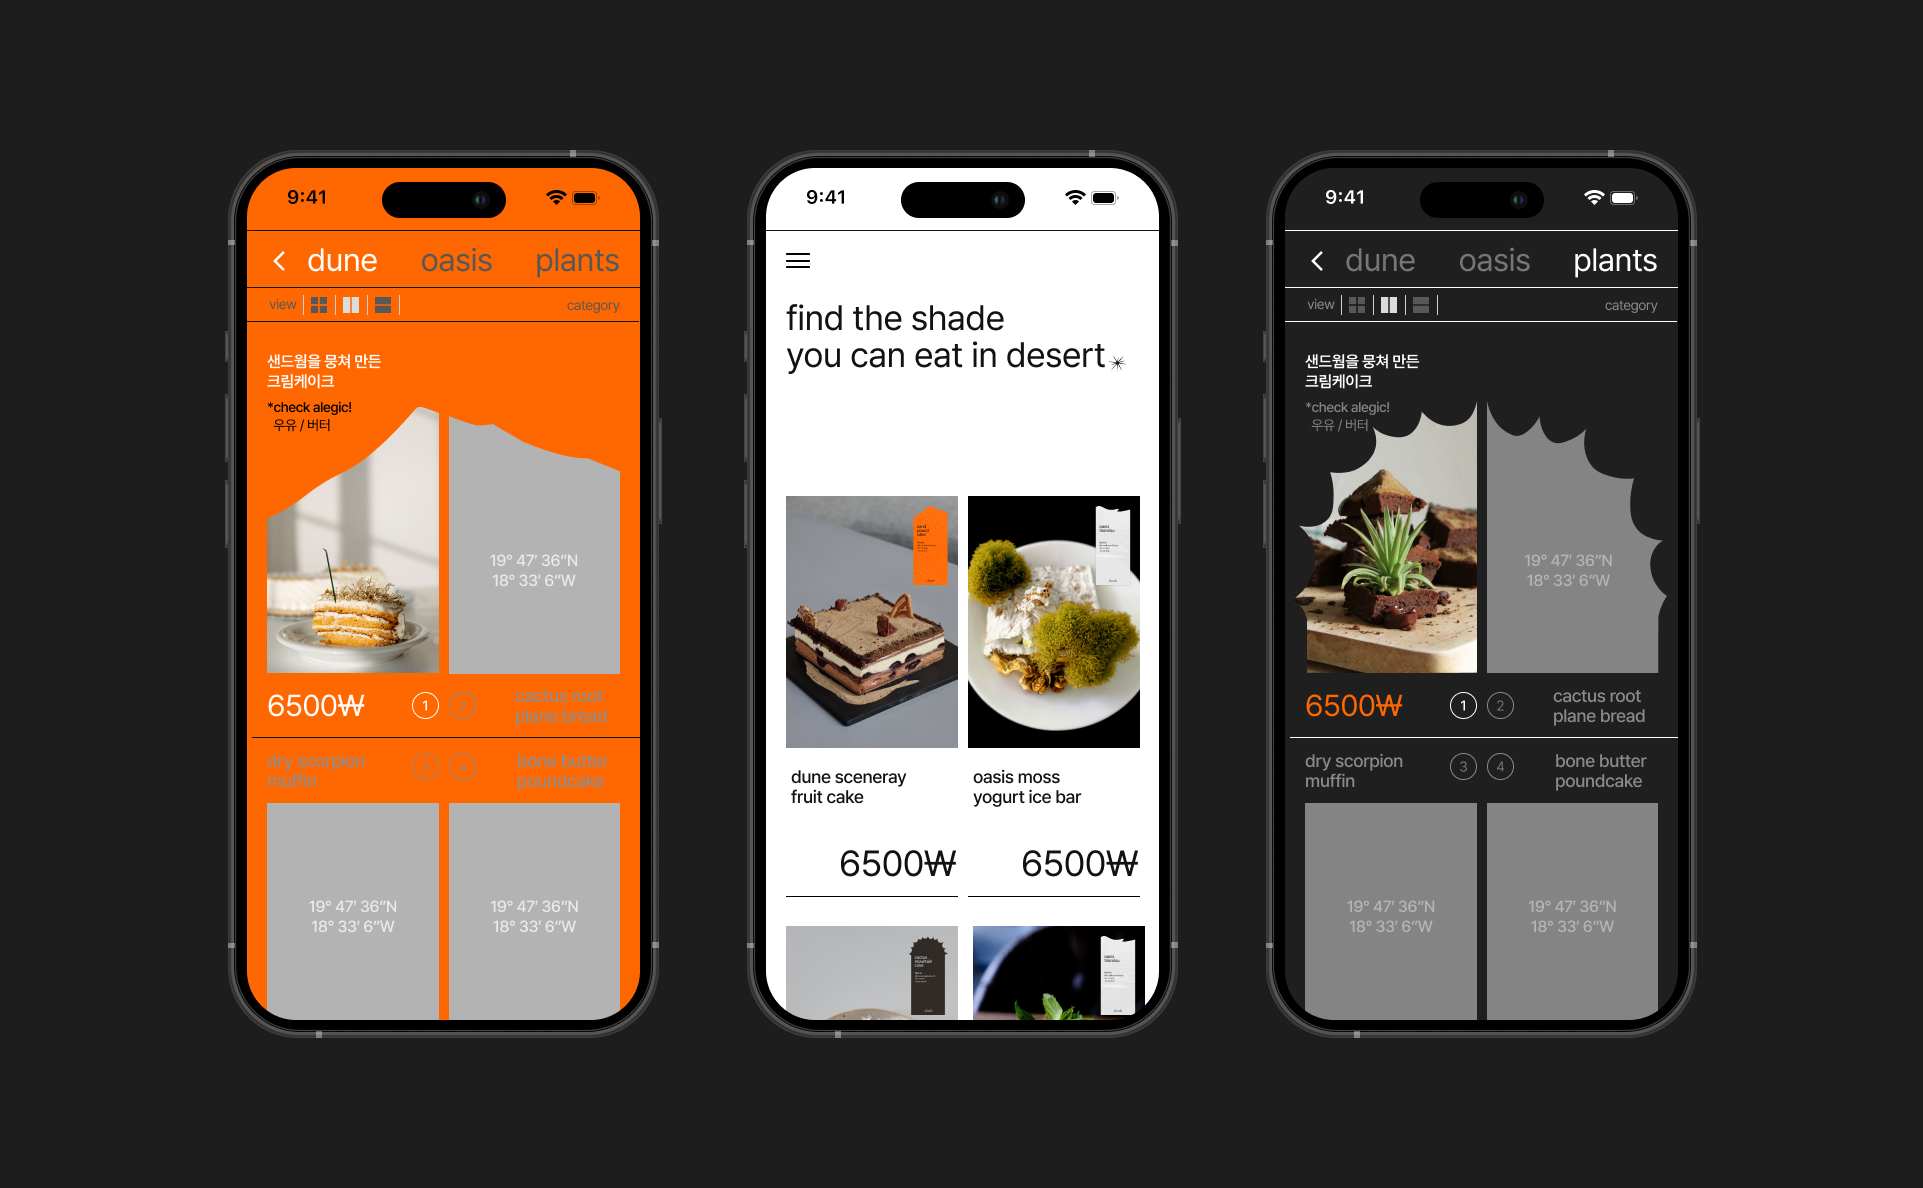 9:41
dune oasis plants
view category
샌드웜을 뭉쳐 만든
크림케이크
*check alegic!
우유 / 버터
19° 47′ 36″N
18° 33′ 6″W
6500₩ 1 2 cactus root
plane bread
dry scorpion 3 4 bone butter
muffin poundcake
19° 47′ 36″N 19° 47′ 36″N
18° 33′ 6″W 18° 33′ 6″W
9:41
find the shade
you can eat in desert
dune sceneray
fruit cake
oasis moss
yogurt ice bar
6500₩ 6500₩
cactus
mountain
cake
9:41
dune oasis plants
view category
샌드웜을 뭉쳐 만든
크림케이크
*check alegic!
우유 / 버터
19° 47′ 36″N
18° 33′ 6″W
6500₩ 1 2 cactus root
plane bread
dry scorpion 3 4 bone butter
muffin poundcake
19° 47′ 36″N 19° 47′ 36″N
18° 33′ 6″W 18° 33′ 6″W